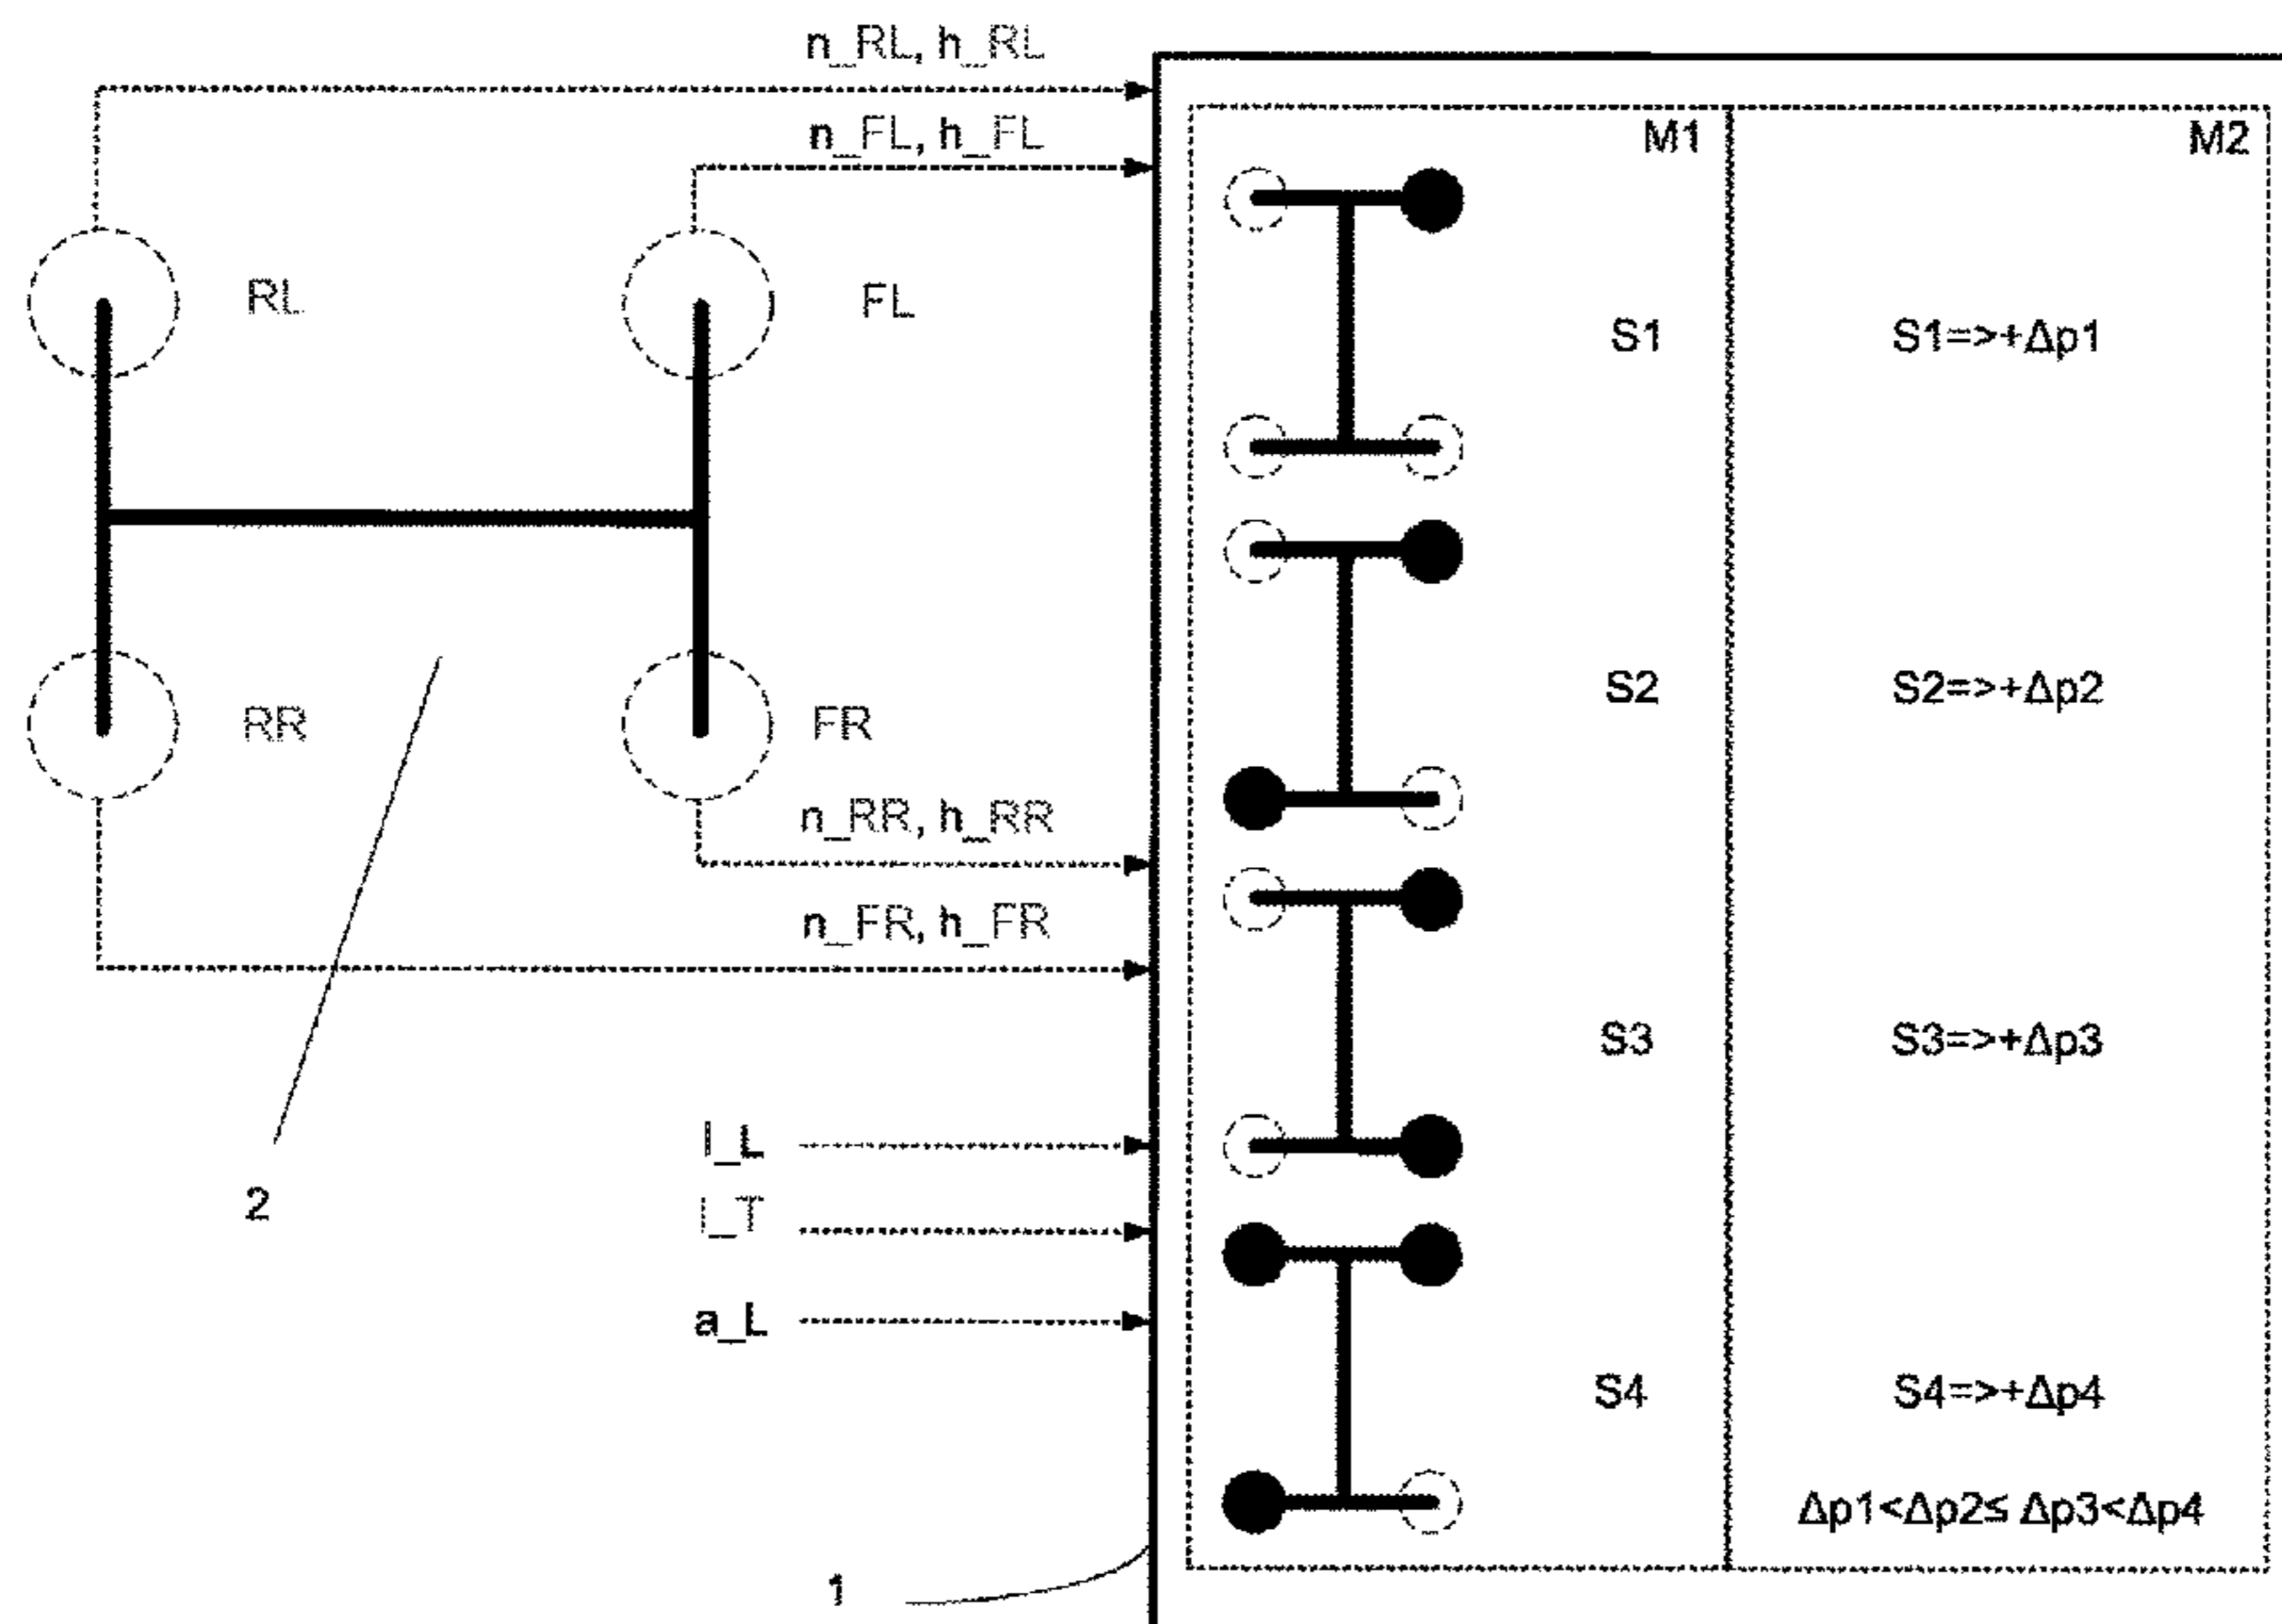 n_RL, h_RL
n_FL, h_FL
M1
M2
RL
FL
S1
S1=>+Δp1
RR
FR
S2
S2=>+Δp2
n_RR, h_RR
n_FR, h_FR
S3
S3=>+Δp3
I_L
I_T
2
a_L
S4
S4=>+Δp4
Δp1<Δp2≤ Δp3<Δp4
1